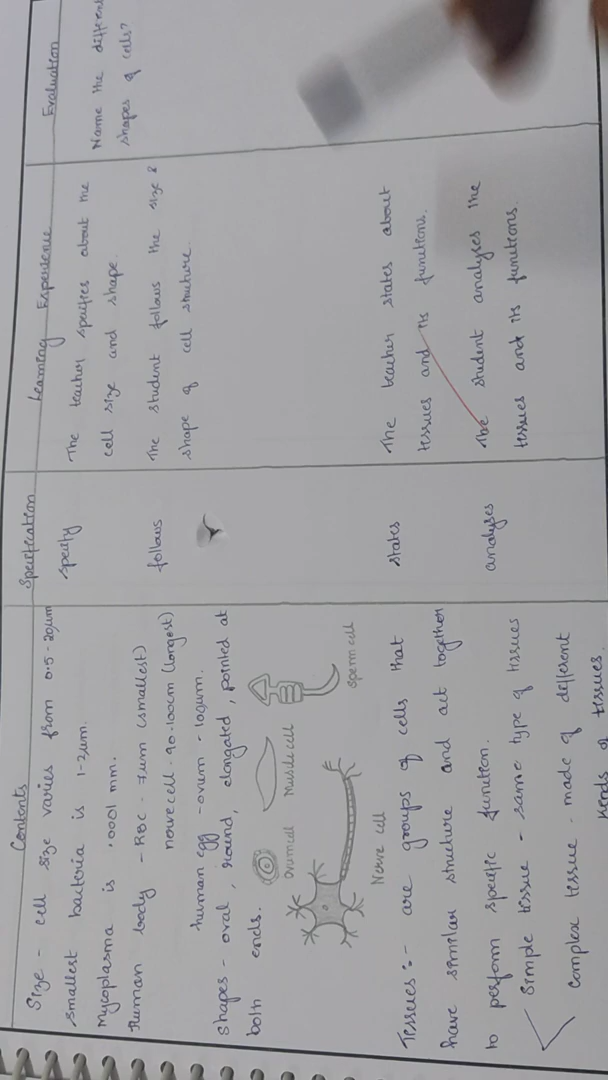 Contents
Size - cell size varies from 0.5 - 20µm
smallest bacteria is 1-2µm.
Mycoplasma is .0001 mm.
Human body - RBC - 7µm (smallest)
nerve cell - 90-100cm (longest)
human egg - ovum - 100µm.
shapes - oval, round, elongated, pointed at
both ends.
Ovum cell Muscle cell
Sperm cell
Nerve cell
Tissues :- are groups of cells that
have similar structure and act together
to perform specific function.
Simple tissue - same type of tissues
Complex tissue - made of different
kinds of tissues.
Specification
specify
follows
states
analyses
Learning Experience
The teacher specifies about the
cell size and shape.
The student follows the size &
shape of cell structure.
The teacher states about
tissues and its functions.
The student analyses the
tissues and its functions.
Evaluation
Name the different
shapes of cells?